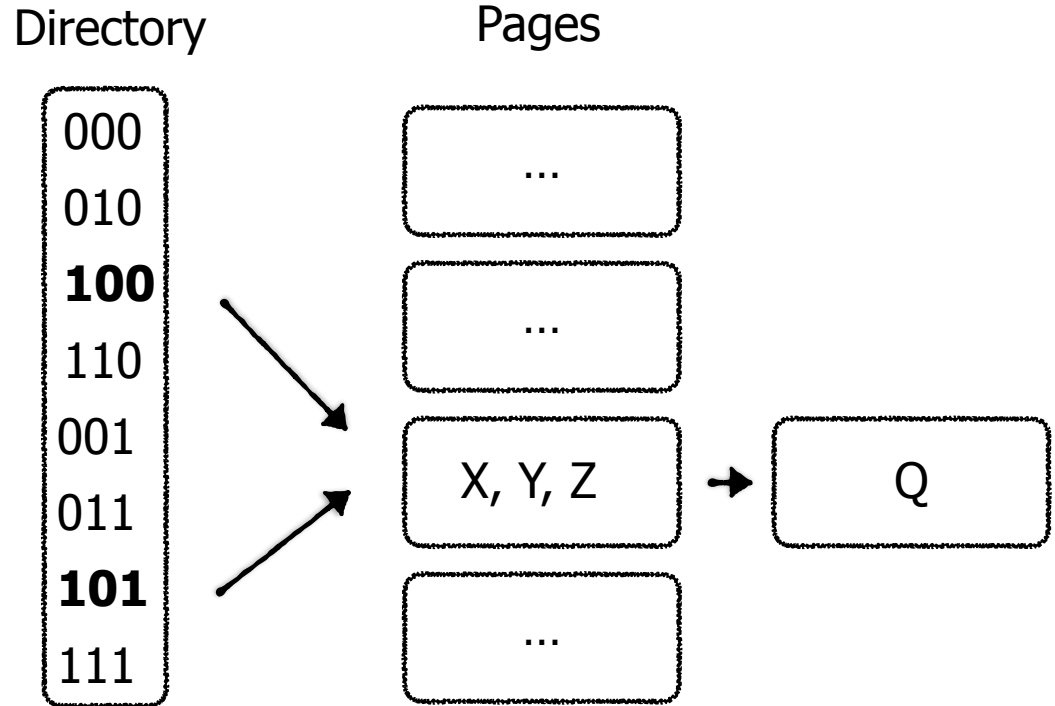 Directory
000
010
100
110
001
011
101
111
Pages
...
...
X, Y, Z
Q
...